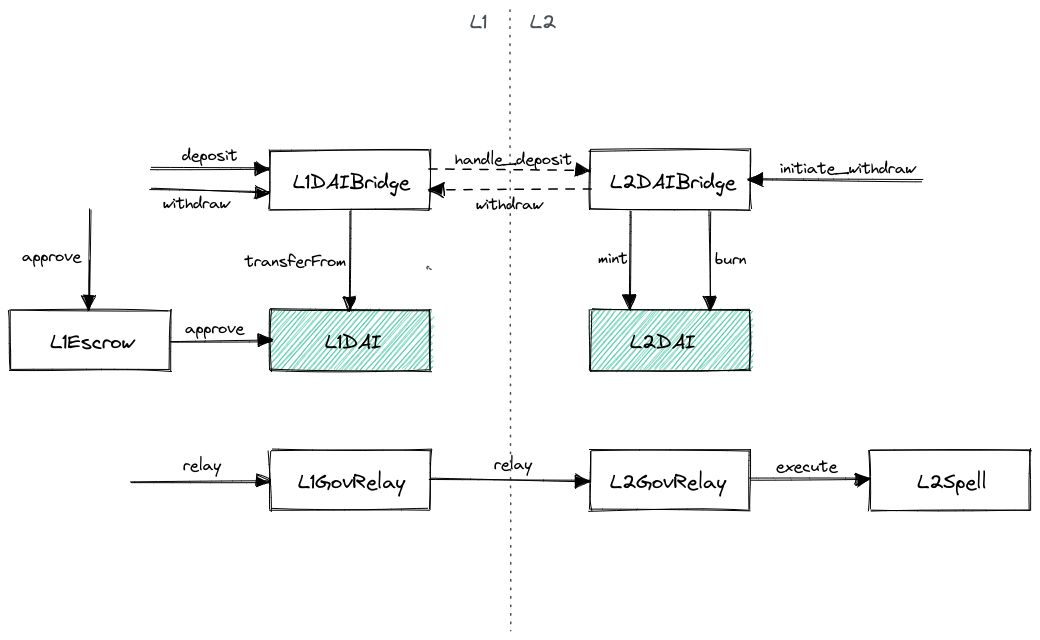 L1
L2
deposit
handle_deposit
L1DAIBridge
L2DAIBridge
initiate_withdraw
withdraw
withdraw
approve
transferFrom
mint
burn
L1Escrow
approve
L1DAI
L2DAI
relay
L1GovRelay
relay
L2GovRelay
execute
L2Spell